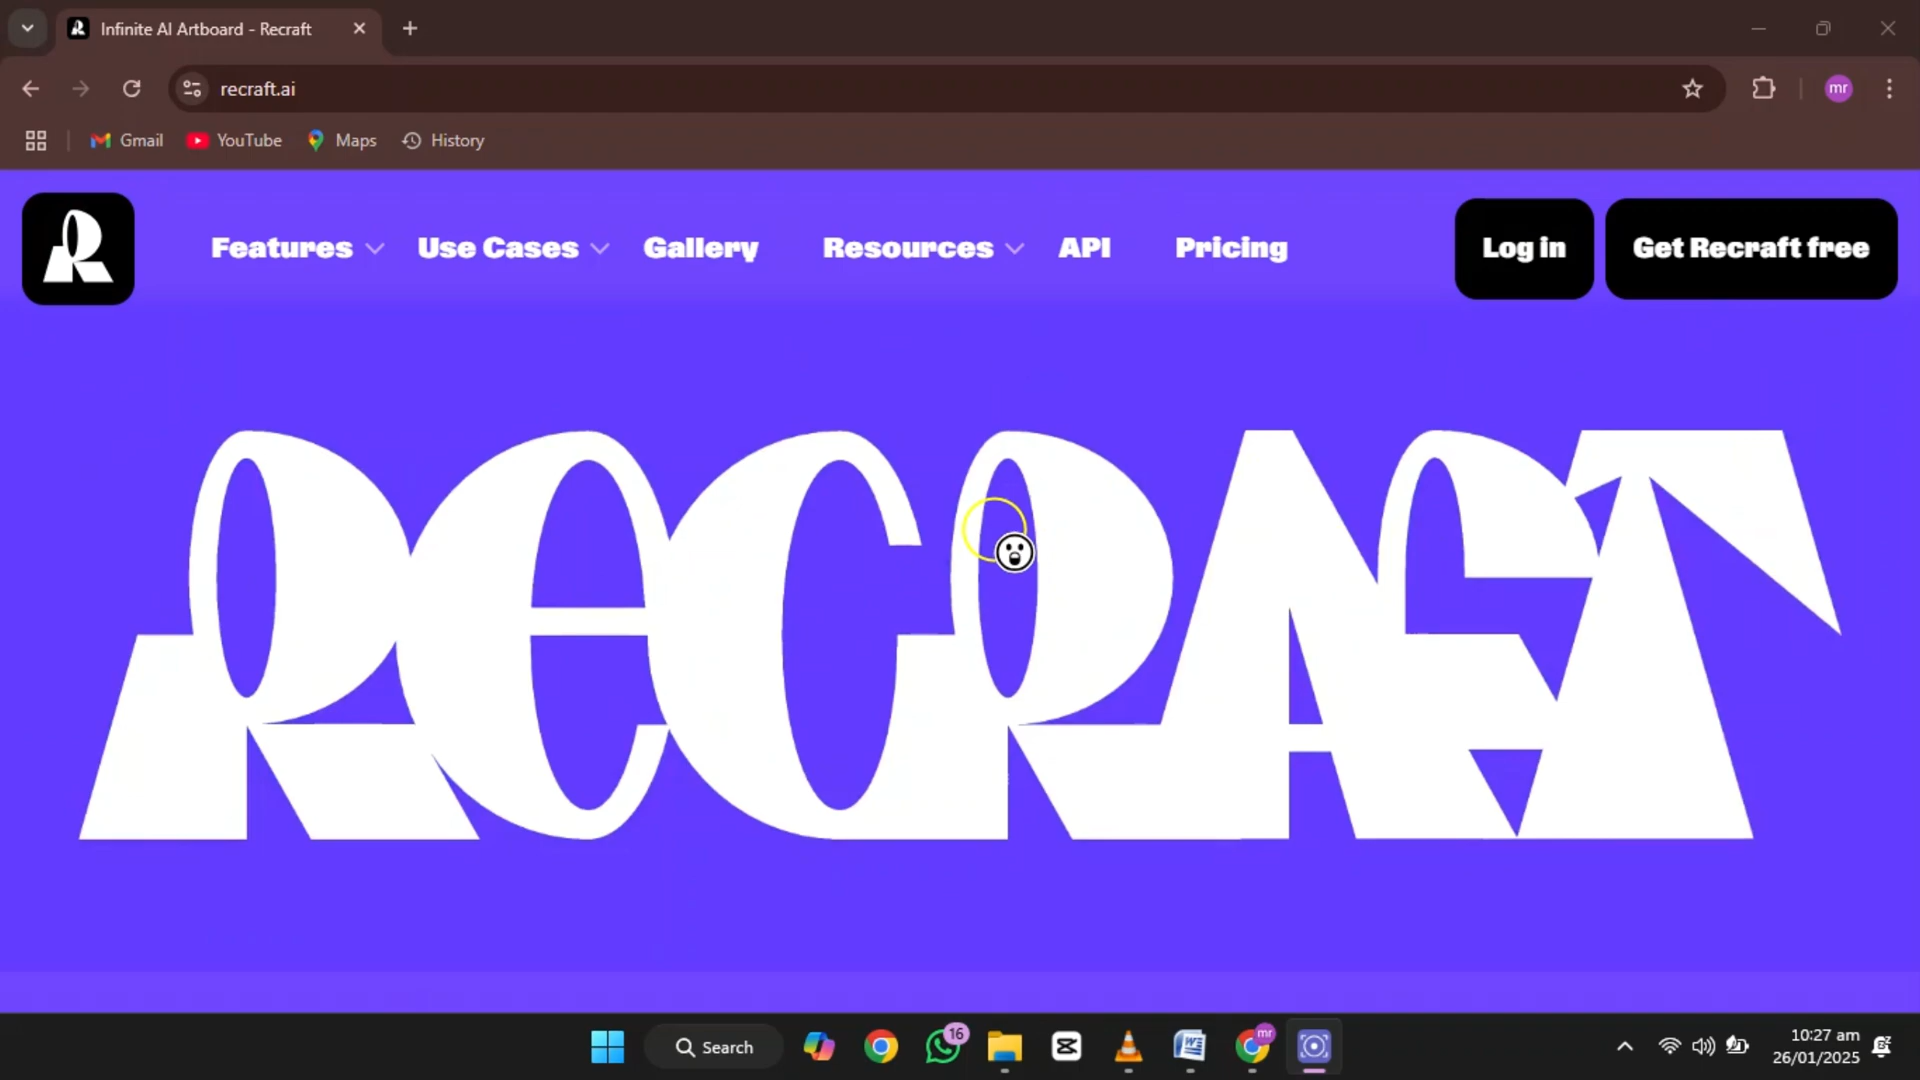 Infinite AI Artboard - Recraft
recraft.ai
mr
Gmail YouTube Maps History
R Features Use Cases Gallery Resources API Pricing Log in Get Recraft free
RECRAFT
Search 16 mr
10:27 am
26/01/2025